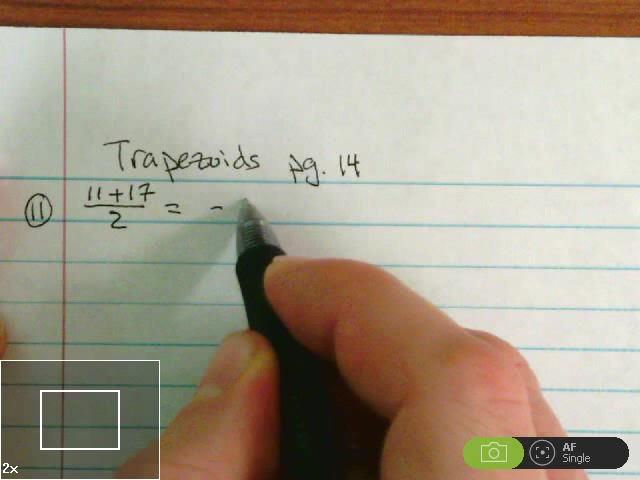 Trapezoids pg. 14
⑪ 11+17
2 = -
AF
Single
2x